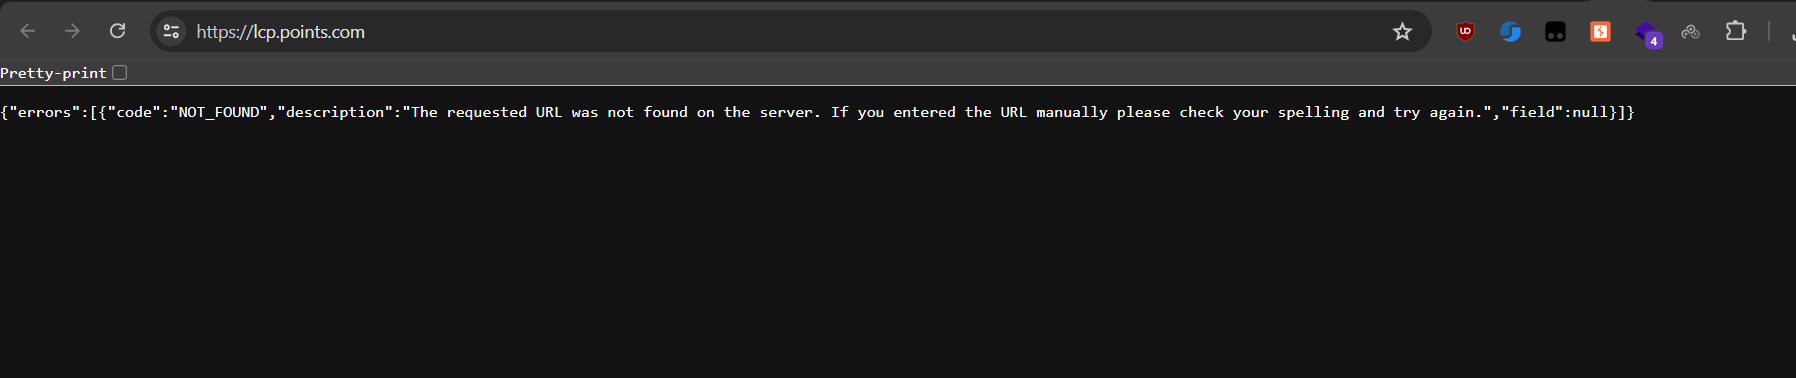 https://lcp.points.com
4
Pretty-print
{"errors":[{"code":"NOT_FOUND","description":"The requested URL was not found on the server. If you entered the URL manually please check your spelling and try again.","field":null}]}